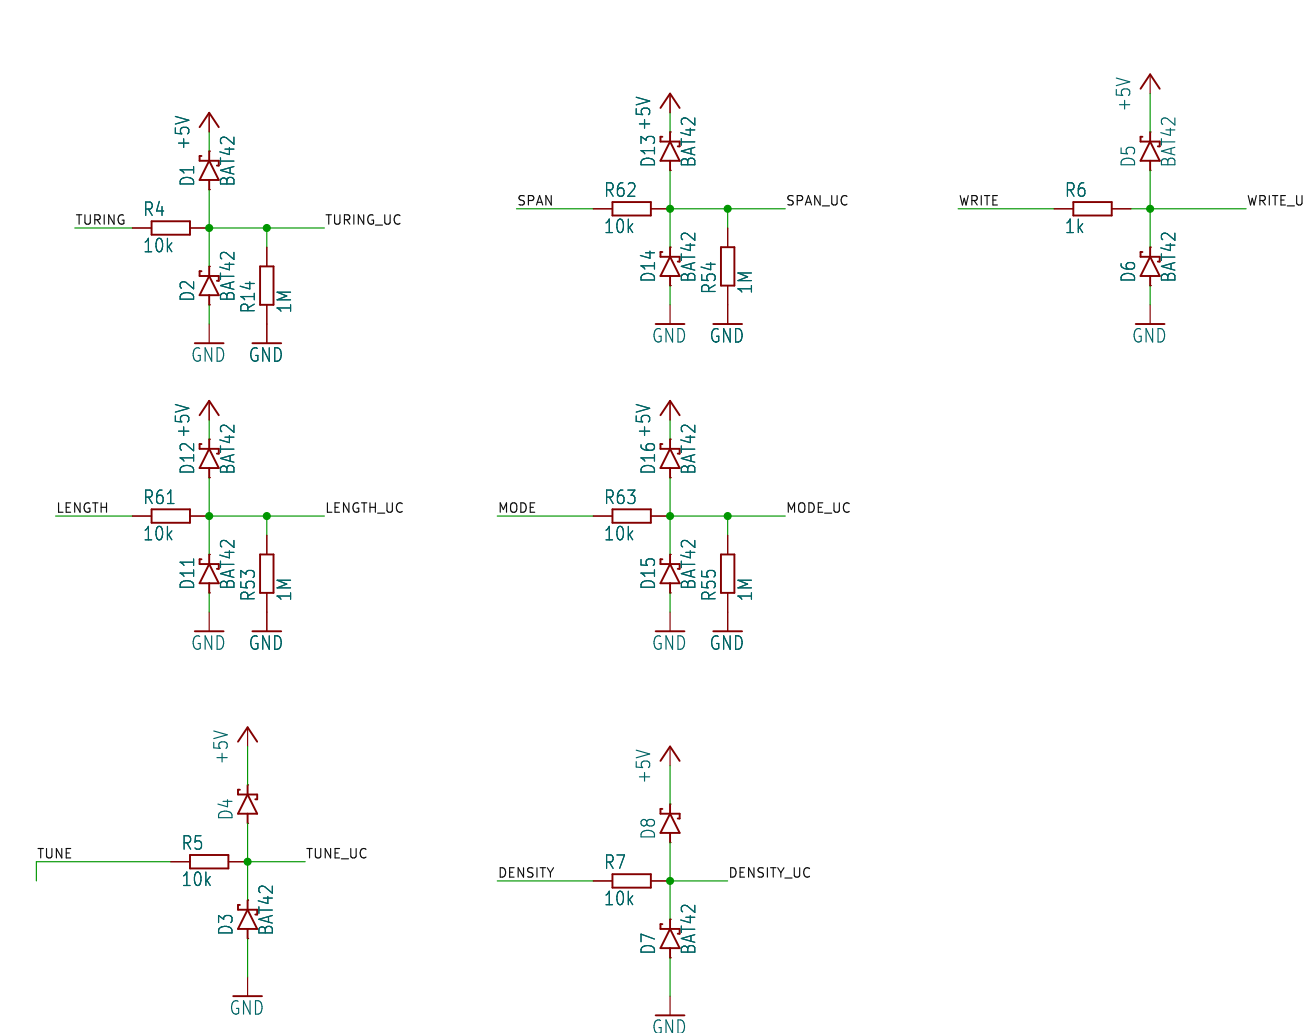 +5V
D1
BAT42
TURING
R4
10k
TURING_UC
D2
BAT42
R14
1M
GND
GND
+5V
D13
BAT42
SPAN
R62
10k
SPAN_UC
D14
BAT42
R54
1M
GND
GND
+5V
D5
BAT42
WRITE
R6
1k
WRITE_U
D6
BAT42
GND
+5V
D12
BAT42
LENGTH
R61
10k
LENGTH_UC
D11
BAT42
R53
1M
GND
GND
+5V
D16
BAT42
MODE
R63
10k
MODE_UC
D15
BAT42
R55
1M
GND
GND
+5V
D4
TUNE
R5
10k
TUNE_UC
D3
BAT42
GND
+5V
D8
DENSITY
R7
10k
DENSITY_UC
D7
BAT42
GND